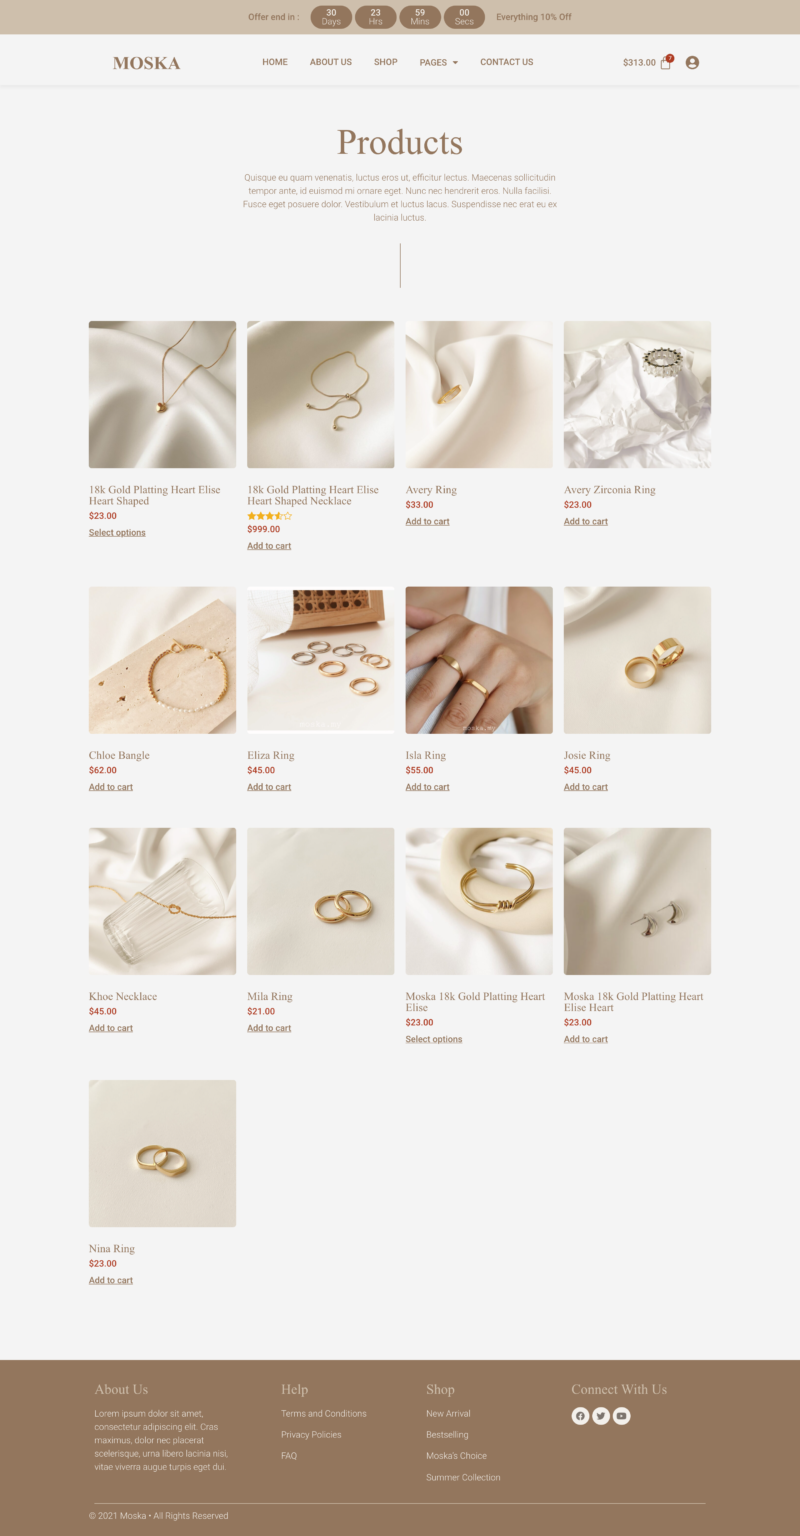 Offer end in :
30 Days
23 Hrs
59 Mins
00 Secs
Everything 10% Off
MOSKA
HOME
ABOUT US
SHOP
PAGES
CONTACT US
$313.00
7
Products
Quisque eu quam venenatis, luctus eros ut, efficitur lectus. Maecenas sollicitudin
tempor ante, id euismod mi ornare eget. Nunc nec hendrerit eros. Nulla facilisi.
Fusce eget posuere dolor. Vestibulum et luctus lacus. Suspendisse nec erat eu ex
lacinia luctus.
18k Gold Platting Heart Elise
Heart Shaped
$23.00
Select options
18k Gold Platting Heart Elise
Heart Shaped Necklace
$999.00
Add to cart
Avery Ring
$33.00
Add to cart
Avery Zirconia Ring
$23.00
Add to cart
Chloe Bangle
$62.00
Add to cart
Eliza Ring
$45.00
Add to cart
Isla Ring
$55.00
Add to cart
Josie Ring
$45.00
Add to cart
Khoe Necklace
$45.00
Add to cart
Mila Ring
$21.00
Add to cart
Moska 18k Gold Platting Heart
Elise
$23.00
Select options
Moska 18k Gold Platting Heart
Elise Heart
$23.00
Add to cart
Nina Ring
$23.00
Add to cart
About Us
Lorem ipsum dolor sit amet,
consectetur adipiscing elit. Cras
maximus, dolor nec placerat
scelerisque, urna libero lacinia nisi,
vitae viverra augue turpis eget dui.
Help
Terms and Conditions
Privacy Policies
FAQ
Shop
New Arrival
Bestselling
Moska's Choice
Summer Collection
Connect With Us
© 2021 Moska • All Rights Reserved